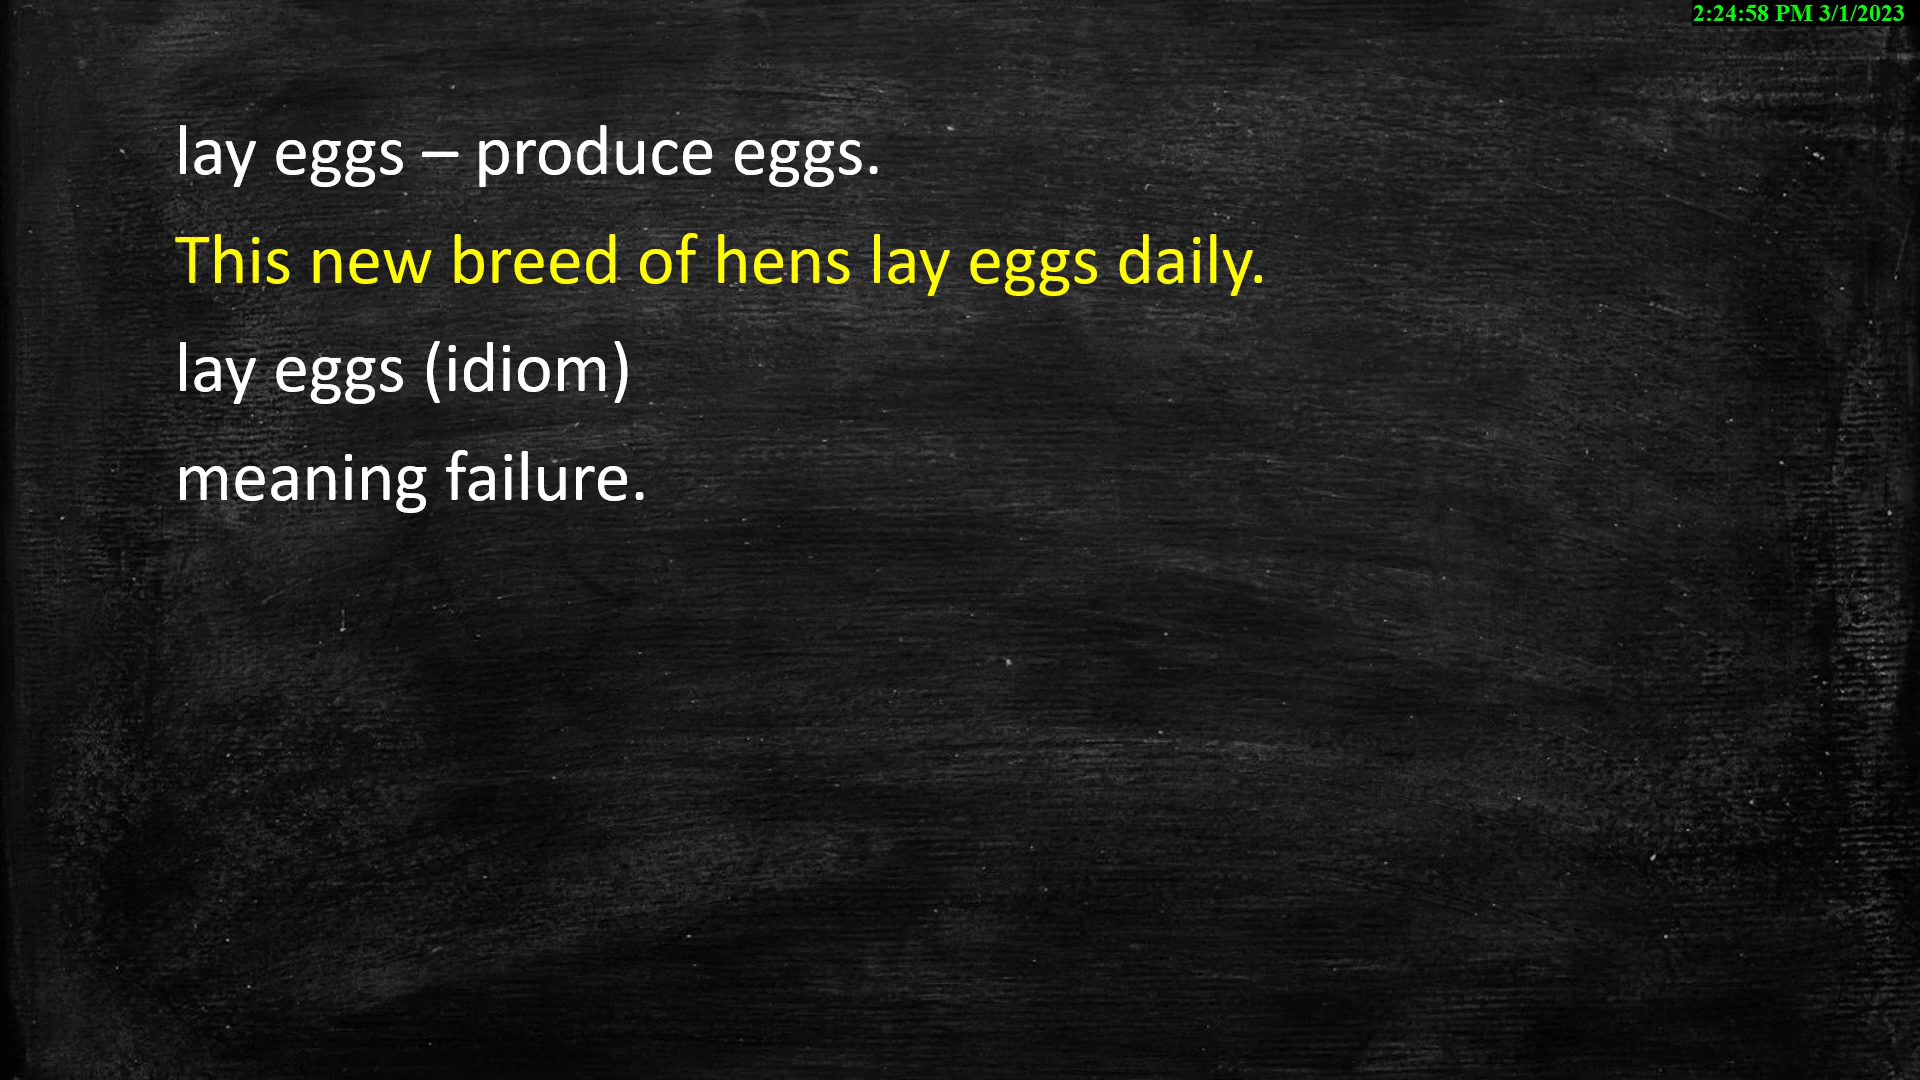 2:24:58 PM 3/1/2023
lay eggs – produce eggs.
This new breed of hens lay eggs daily.
lay eggs (idiom)
meaning failure.